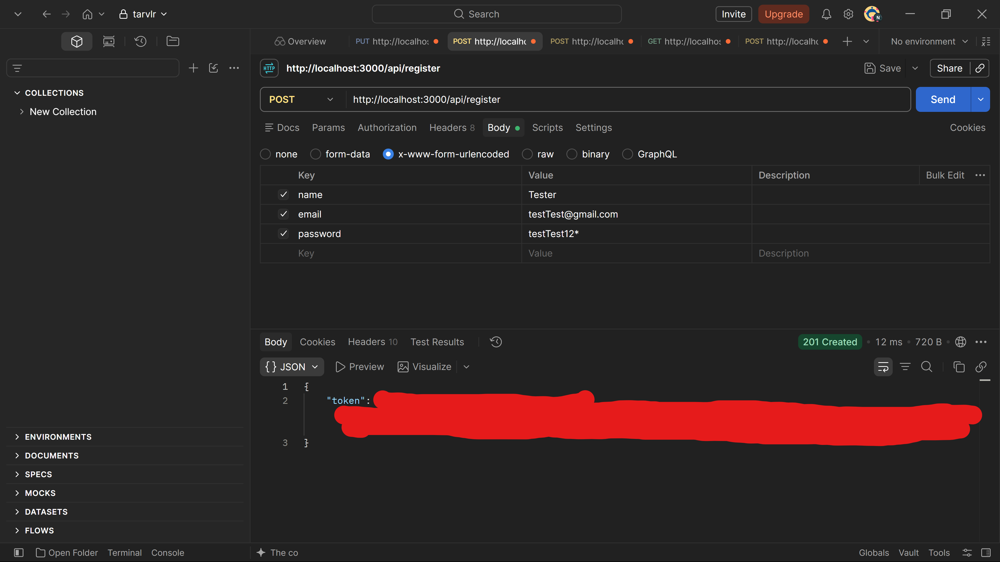 tarvlr
Search
Invite
Upgrade
N
Overview
PUT http://localhos
POST http://localhc
POST http://localhc
GET http://localhos
POST http://localhc
No environment
HTTP http://localhost:3000/api/register
Save
Share
COLLECTIONS
New Collection
POST http://localhost:3000/api/register
Send
Docs Params Authorization Headers 8 Body Scripts Settings Cookies
none form-data x-www-form-urlencoded raw binary GraphQL
Key Value Description Bulk Edit
name Tester
email testTest@gmail.com
password testTest12*
Key Value Description
Body Cookies Headers 10 Test Results 201 Created • 12 ms • 720 B •
{ } JSON Preview Visualize
1 {
2 "token":
3 }
ENVIRONMENTS
DOCUMENTS
SPECS
MOCKS
DATASETS
FLOWS
Open Folder Terminal Console The co Globals Vault Tools